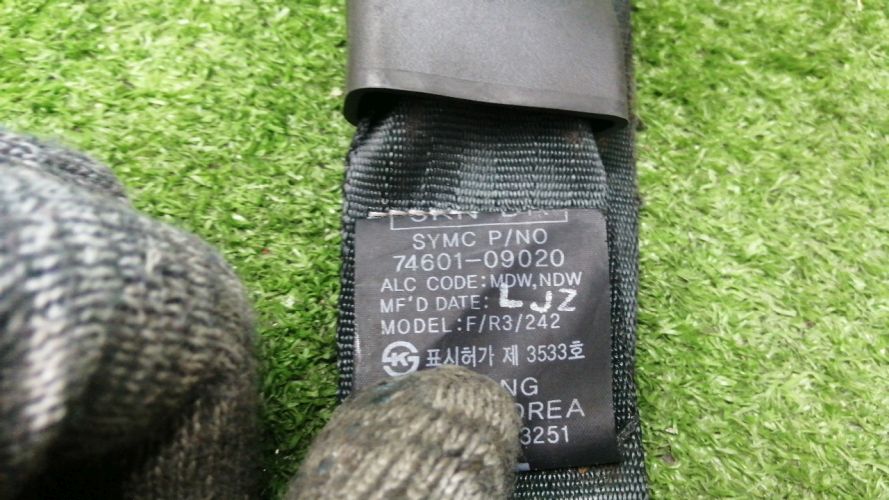 SYMC P/NO
74601-09020
ALC CODE:MDW,NDW
MF'D DATE: LJZ
MODEL:F/R3/242
표시허가 제 3533호
NG
OREA
3251